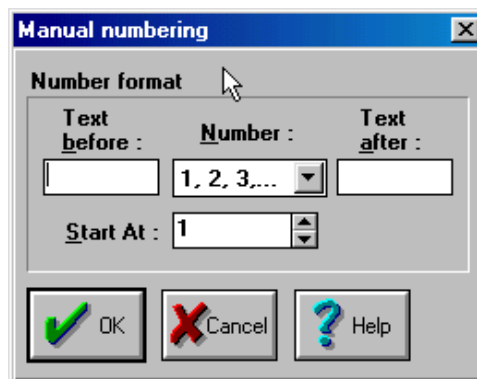 Manual numbering
Number format
Text before :
Number :
Text after :
1, 2, 3,...
Start At :
1
OK
Cancel
Help